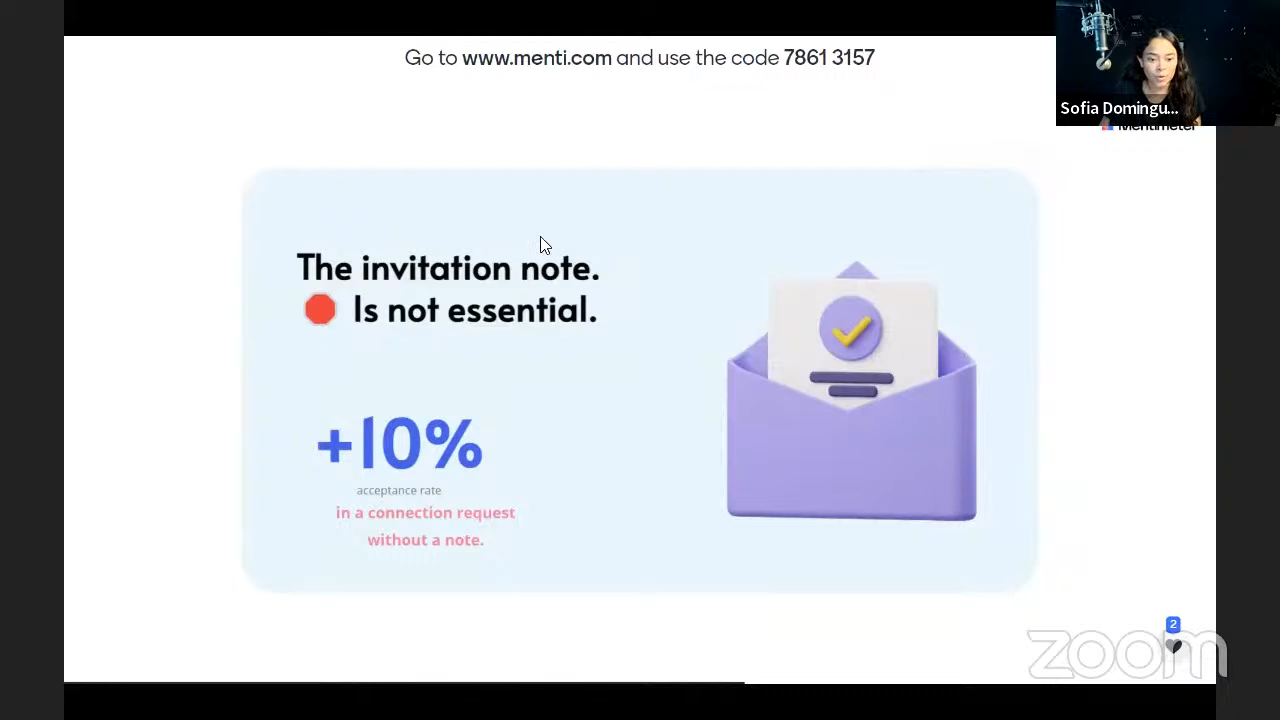 Go to www.menti.com and use the code 7861 3157
Sofia Domingu...
Mentimeter
The invitation note.
🛑 Is not essential.
+10%
acceptance rate
in a connection request
without a note.
2
zoom